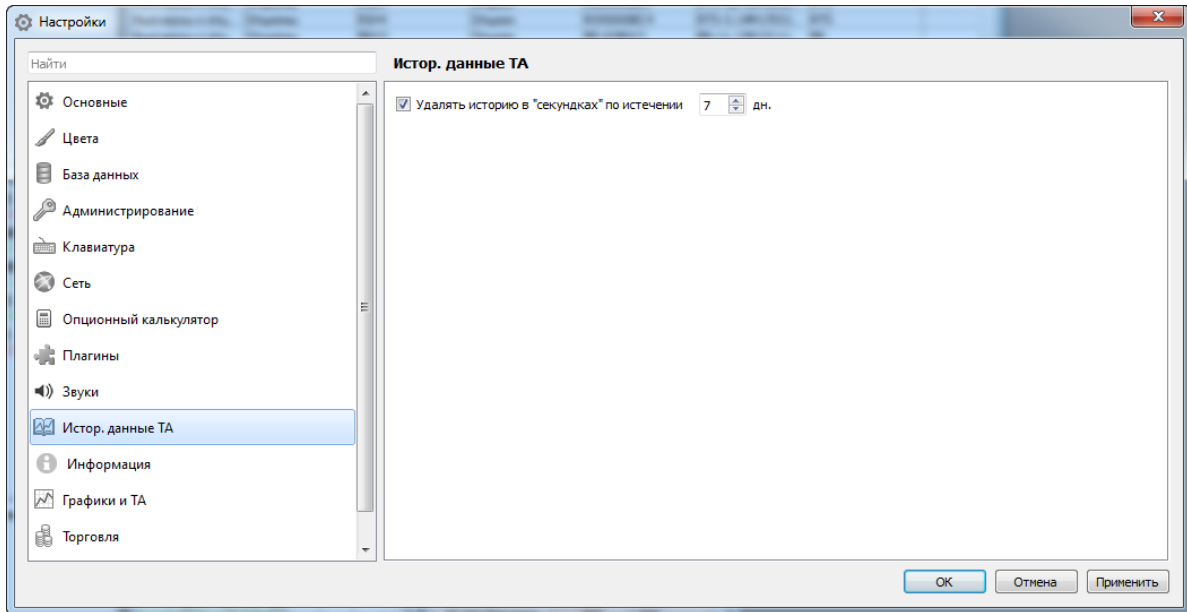 Настройки
Найти
Истор. данные ТА
Основные
Удалять историю в "секундках" по истечении 7 дн.
Цвета
База данных
Администрирование
Клавиатура
Сеть
Опционный калькулятор
Плагины
Звуки
Истор. данные ТА
Информация
Графики и ТА
Торговля
OK
Отмена
Применить